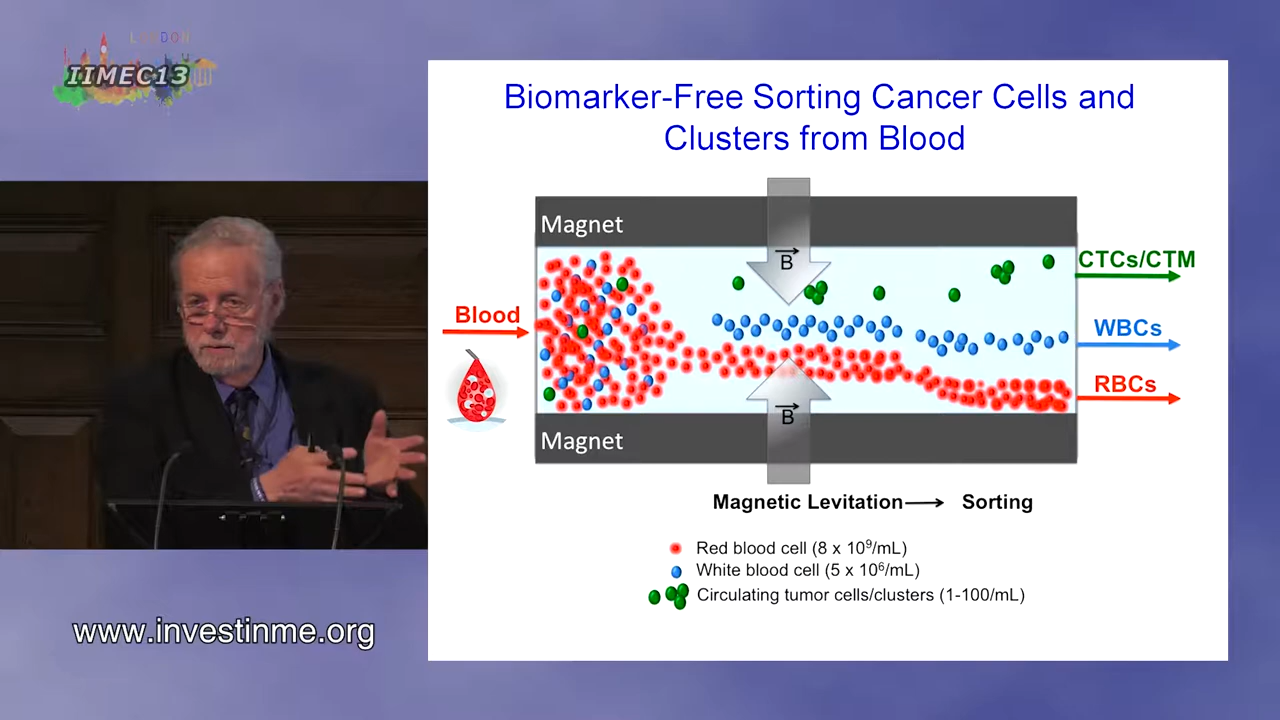 LONDON
IIMEC13
Biomarker-Free Sorting Cancer Cells and
Clusters from Blood
Magnet
B
CTCs/CTM
Blood
WBCs
RBCs
B
Magnet
Magnetic Levitation → Sorting
Red blood cell (8 x 10⁹/mL)
White blood cell (5 x 10⁶/mL)
Circulating tumor cells/clusters (1-100/mL)
www.investinme.org